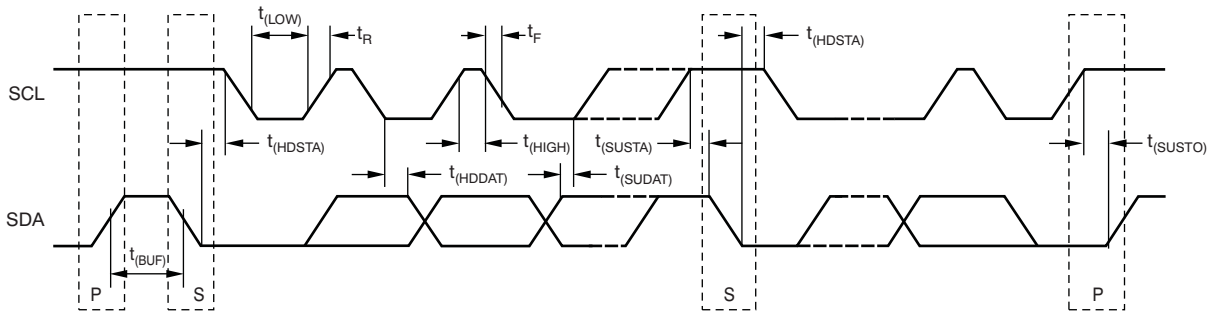 t(LOW)
tR
tF
t(HDSTA)
SCL
t(HDSTA)
t(HIGH)
t(SUSTA)
t(SUSTO)
t(HDDAT)
t(SUDAT)
SDA
t(BUF)
P
S
S
P